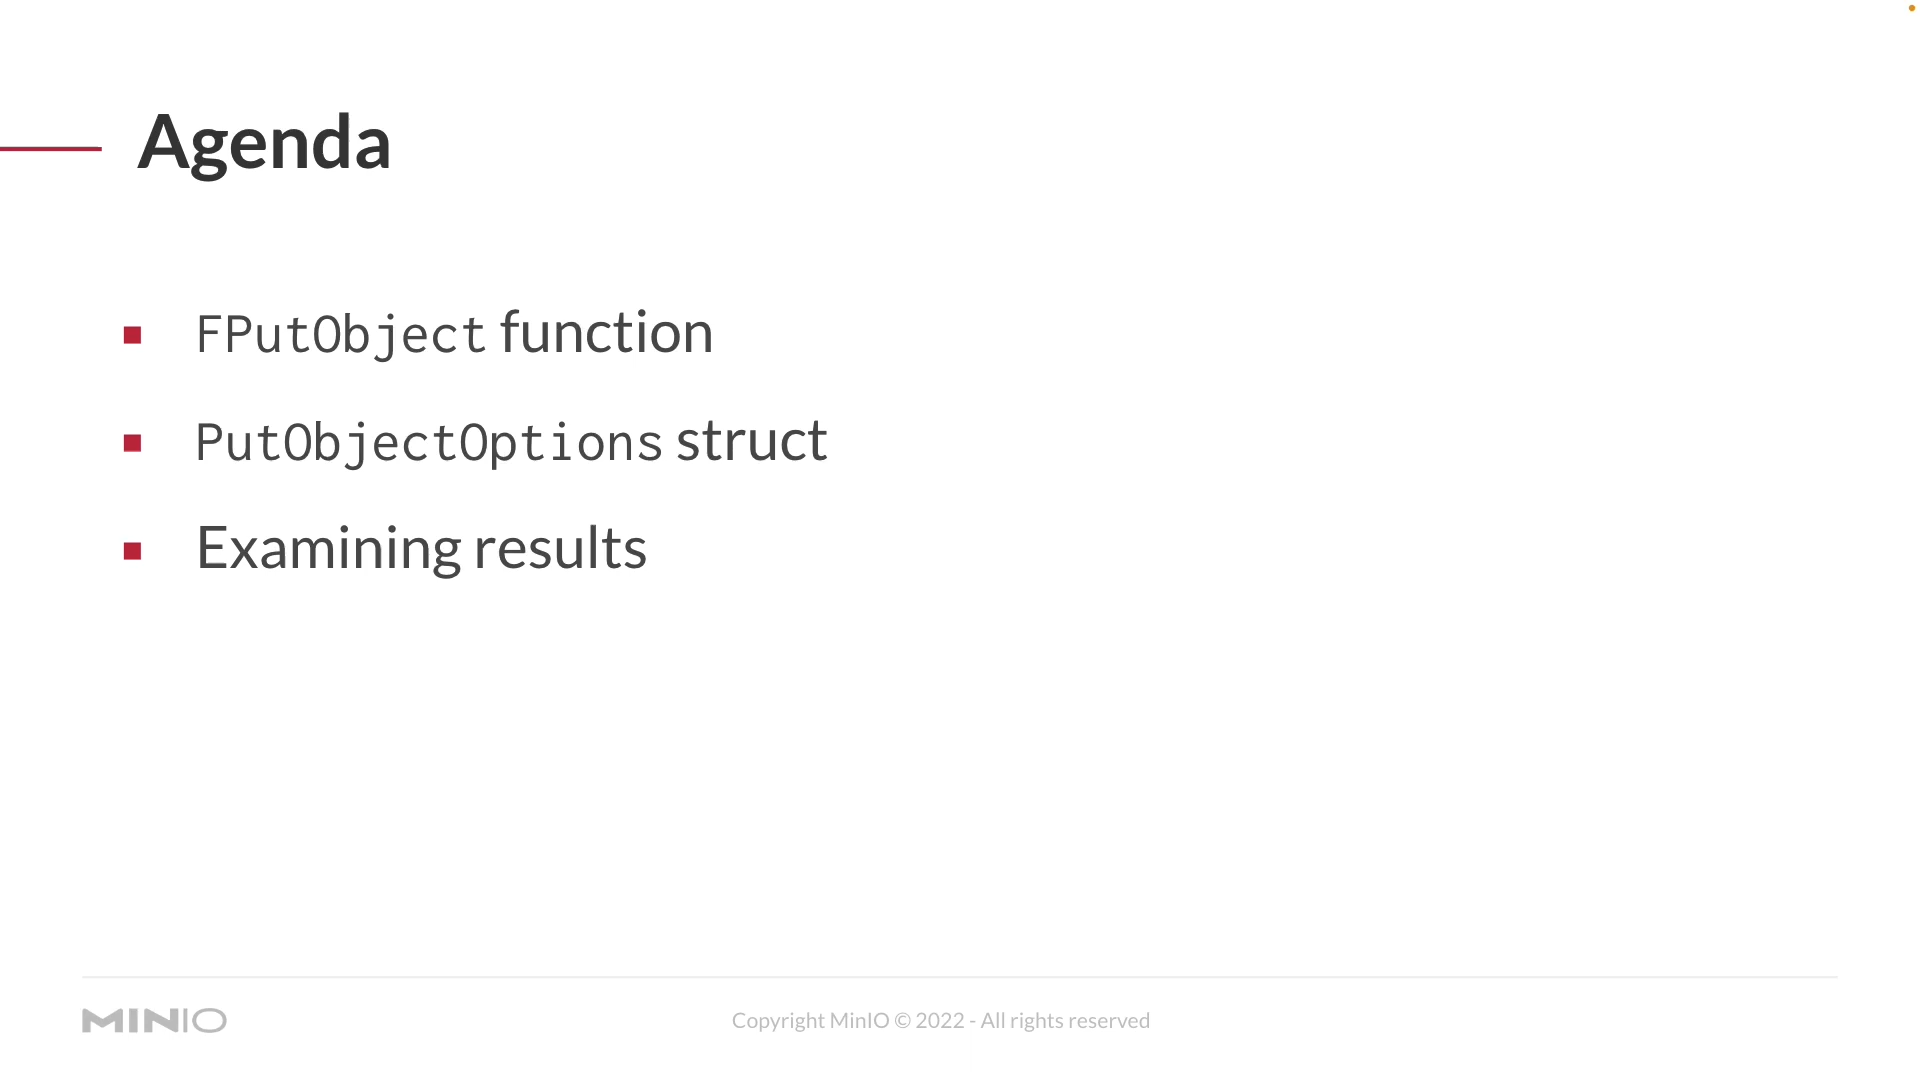 Agenda
FPutObject function
PutObjectOptions struct
Examining results
MINIO
Copyright MinIO © 2022 - All rights reserved